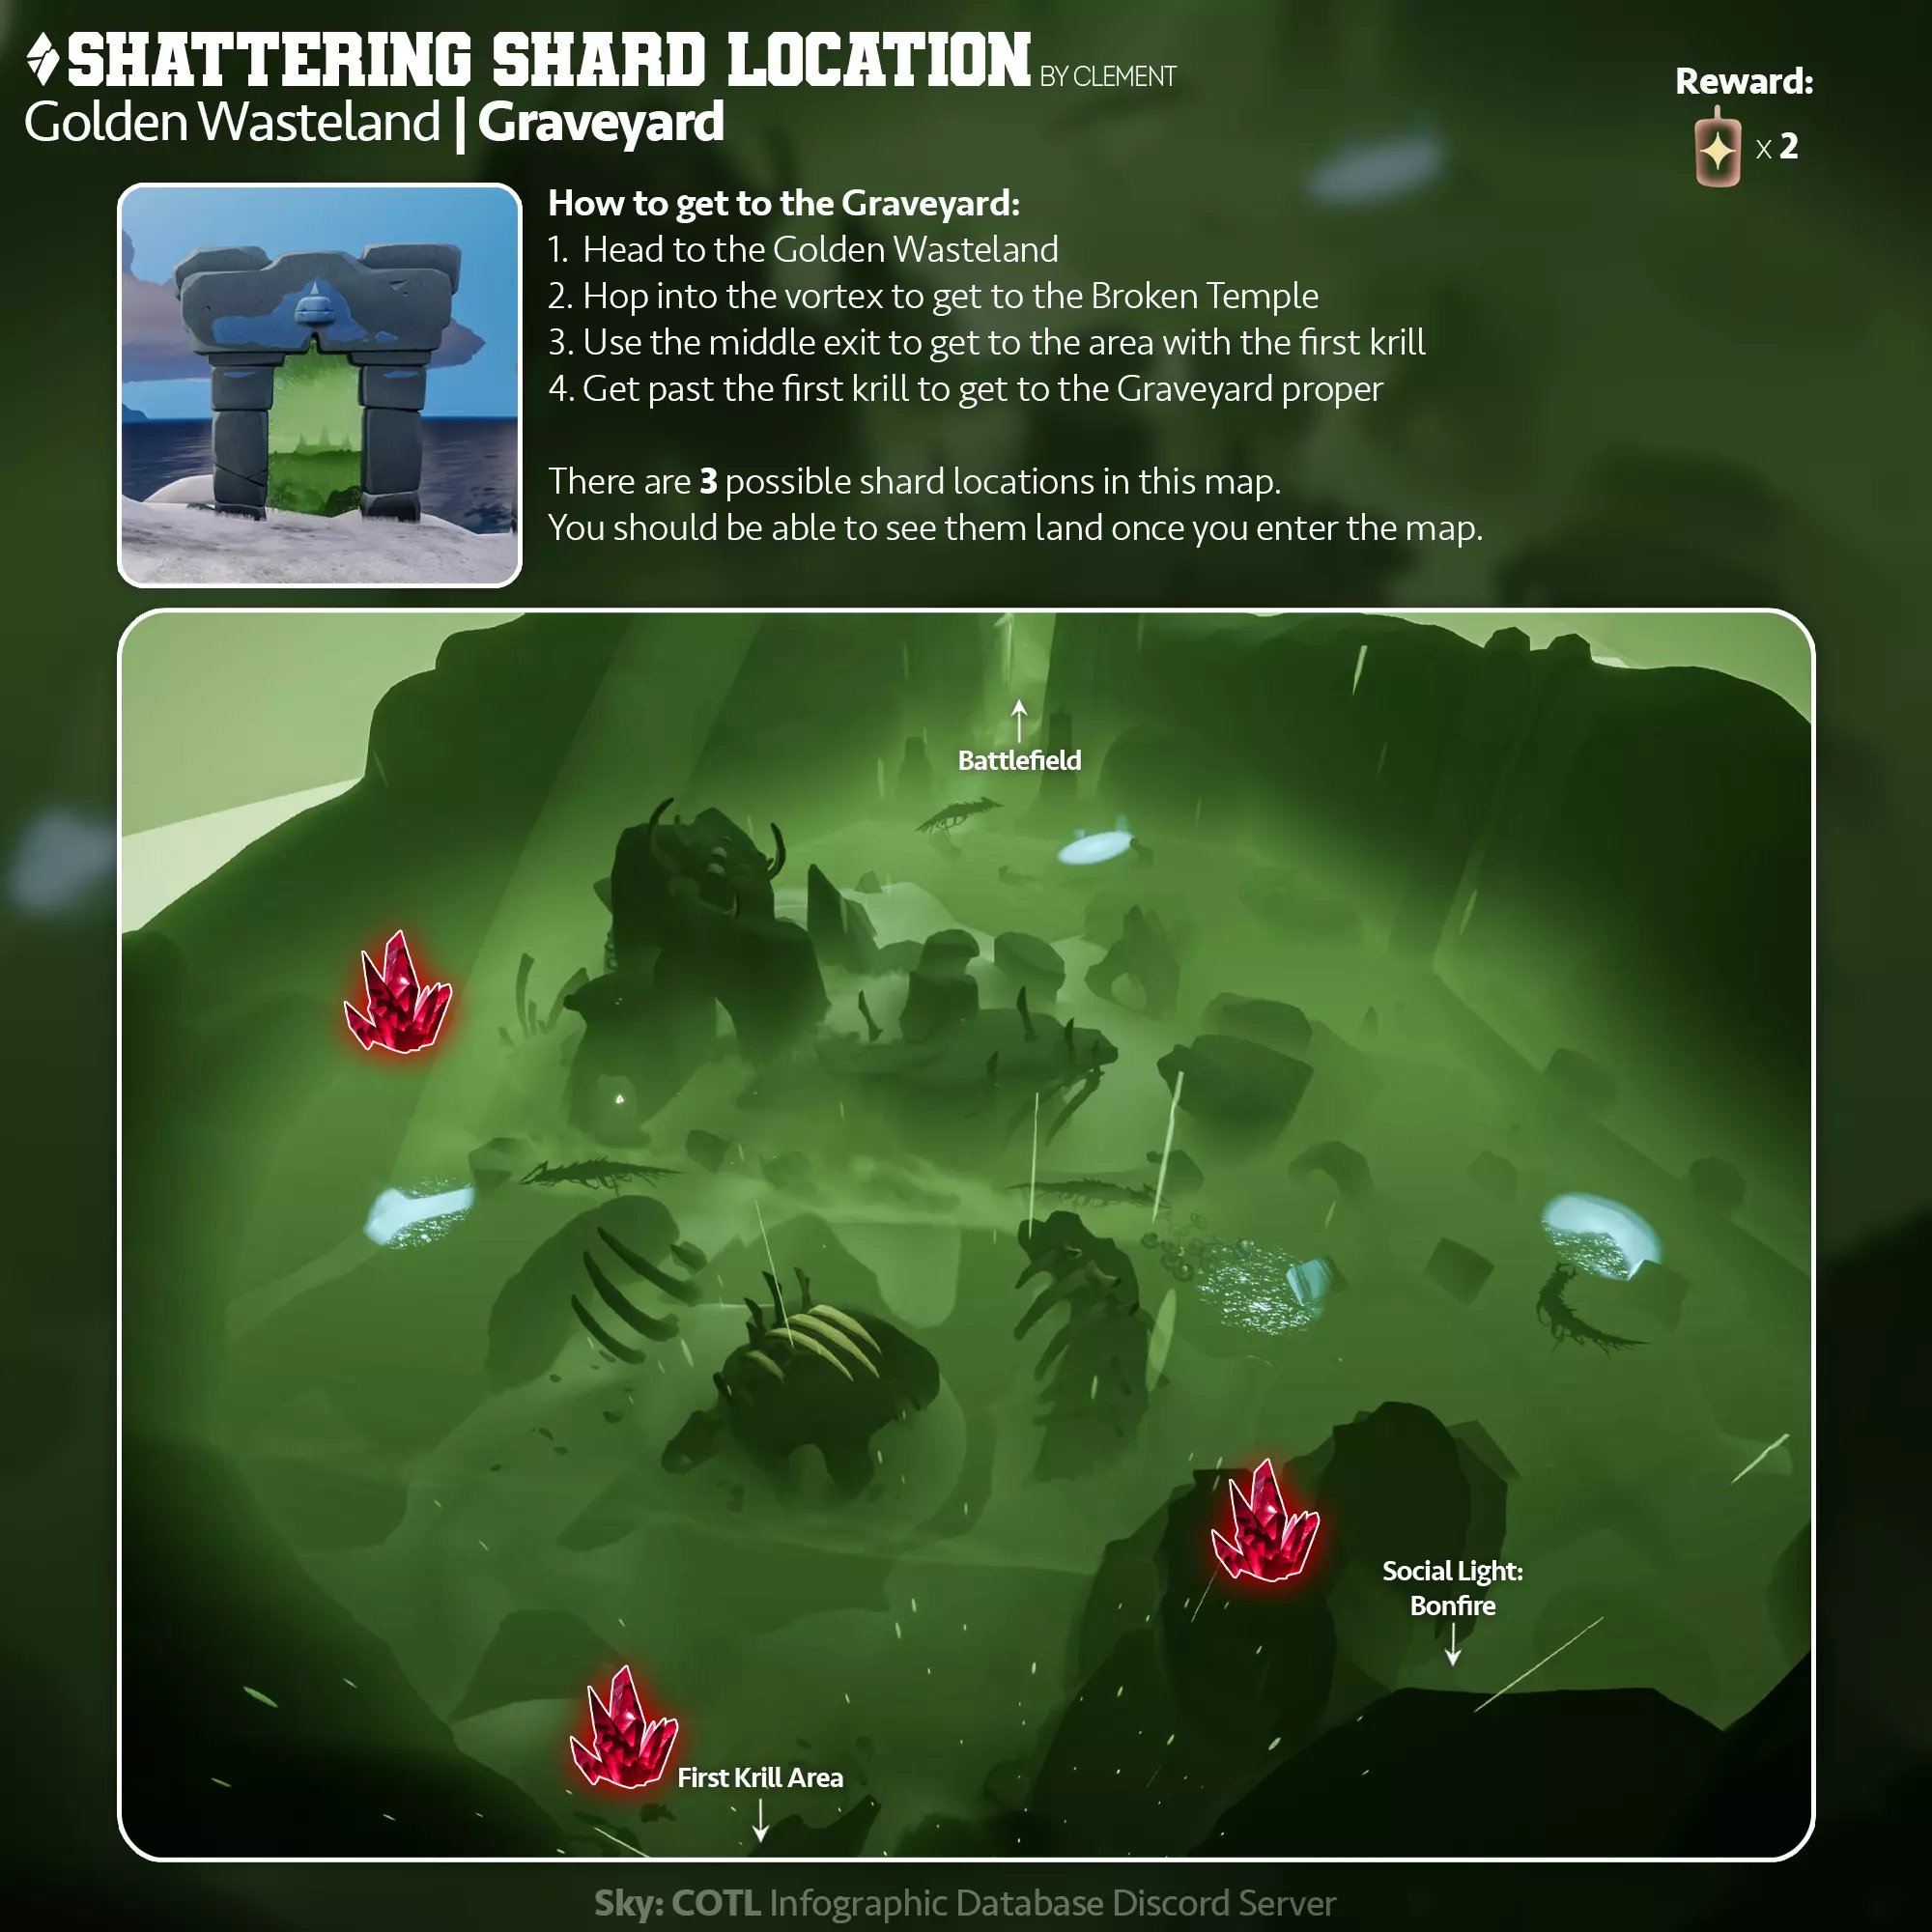 SHATTERING SHARD LOCATION BY CLEMENT
Golden Wasteland | Graveyard
Reward:
x 2
How to get to the Graveyard:
1. Head to the Golden Wasteland
2. Hop into the vortex to get to the Broken Temple
3. Use the middle exit to get to the area with the first krill
4. Get past the first krill to get to the Graveyard proper
There are 3 possible shard locations in this map.
You should be able to see them land once you enter the map.
Battlefield
Social Light:
Bonfire
First Krill Area
Sky: COTL Infographic Database Discord Server